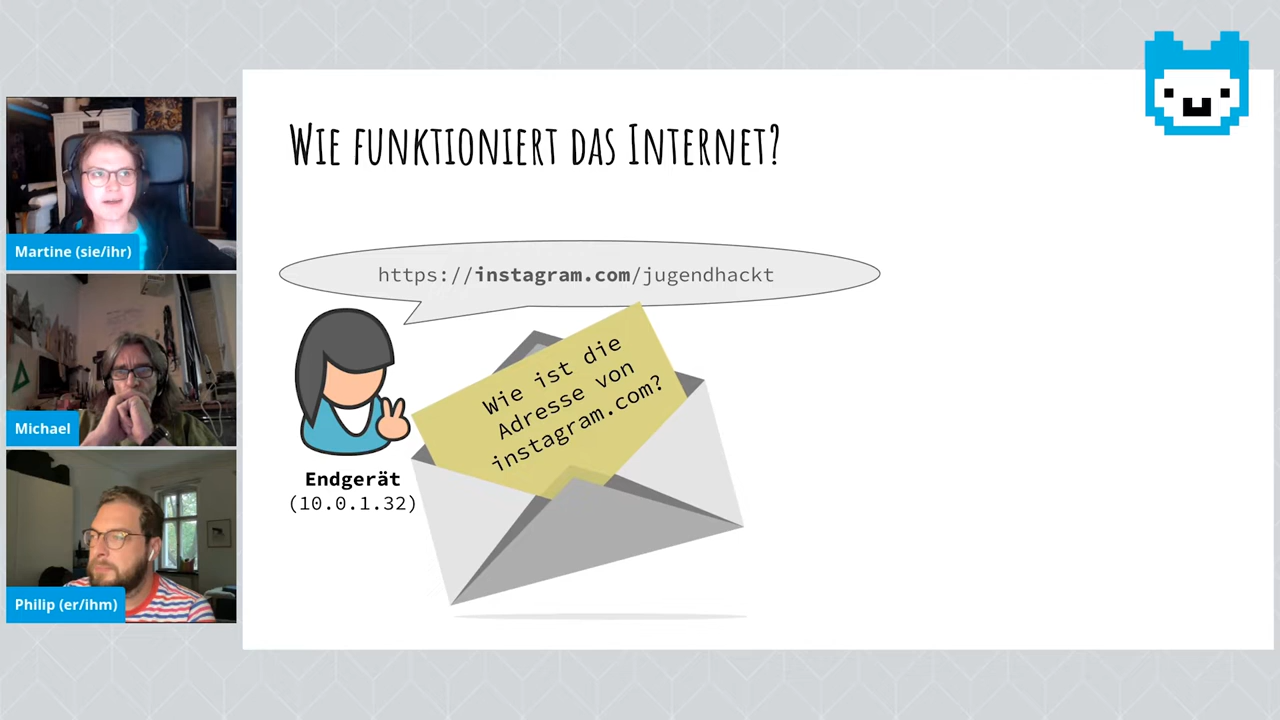 Wie funktioniert das Internet?
https://instagram.com/jugendhackt
Wie ist die
Adresse von
instagram.com?
Endgerät
(10.0.1.32)
Martine (sie/ihr)
Michael
Philip (er/ihm)